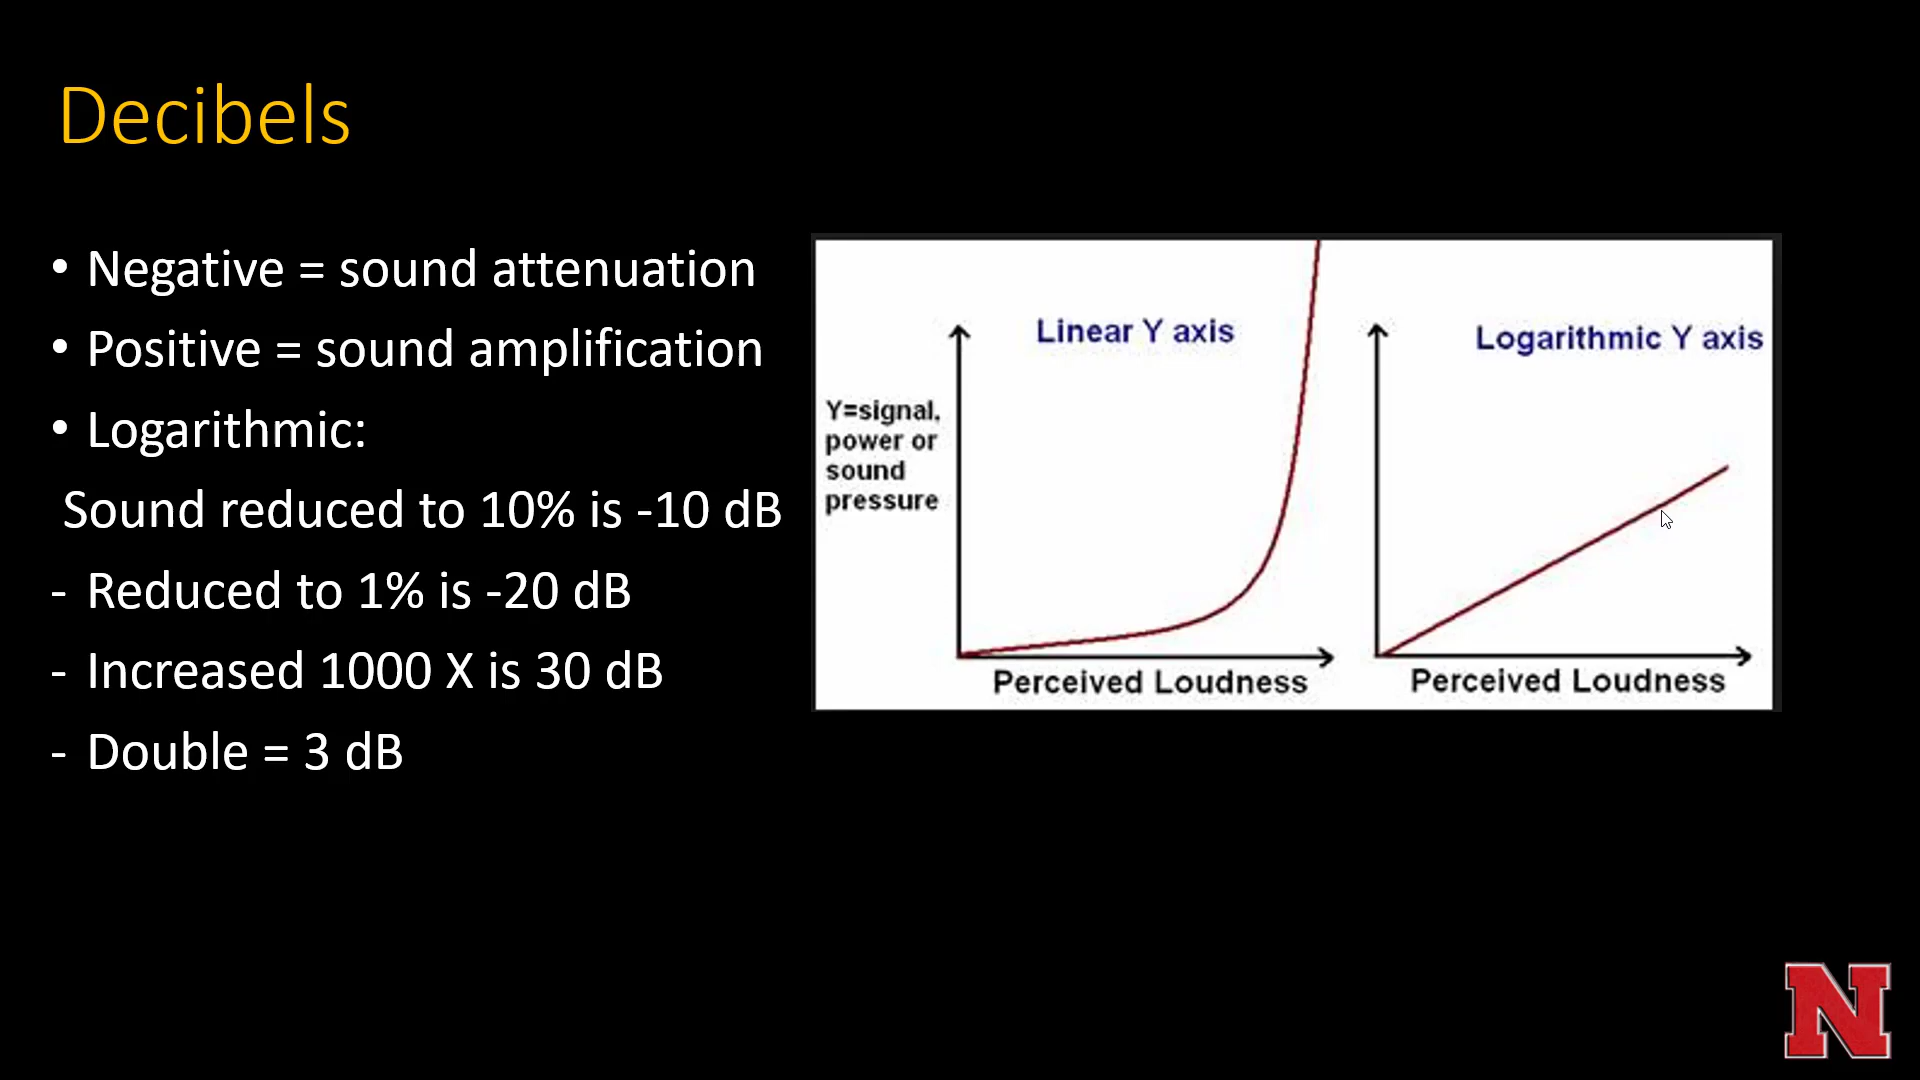 Decibels
• Negative = sound attenuation
• Positive = sound amplification
• Logarithmic:
Sound reduced to 10% is -10 dB
- Reduced to 1% is -20 dB
- Increased 1000 X is 30 dB
- Double = 3 dB
Linear Y axis
Y=signal,
power or
sound
pressure
Perceived Loudness
Logarithmic Y axis
Perceived Loudness
N